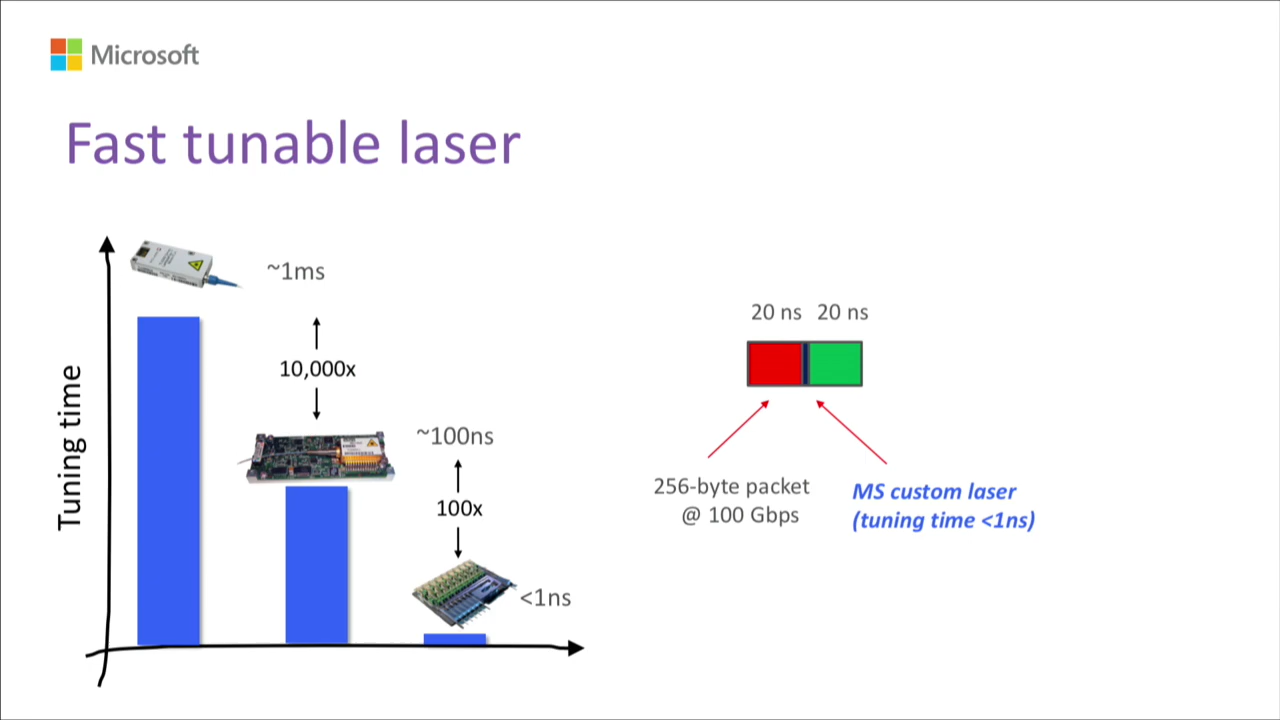 Microsoft
Fast tunable laser
Tuning time
~1ms
10,000x
~100ns
100x
<1ns
20 ns 20 ns
256-byte packet
@ 100 Gbps
MS custom laser
(tuning time <1ns)